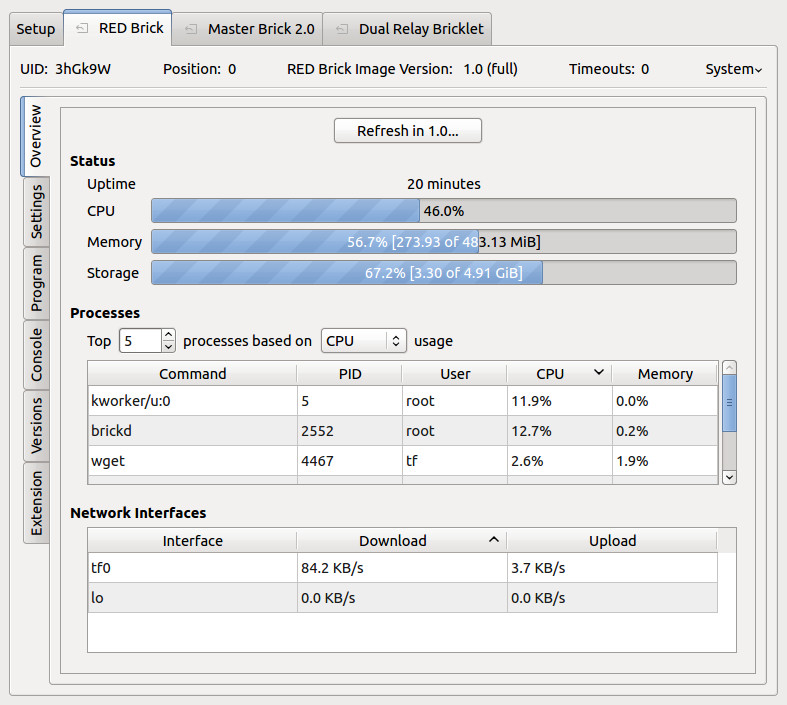 Setup RED Brick Master Brick 2.0 Dual Relay Bricklet
UID: 3hGk9W Position: 0 RED Brick Image Version: 1.0 (full) Timeouts: 0 System
Overview
Settings
Program
Console
Versions
Extension
Refresh in 1.0...
Status
Uptime 20 minutes
CPU 46.0%
Memory 56.7% [273.93 of 483.13 MiB]
Storage 67.2% [3.30 of 4.91 GiB]
Processes
Top 5 processes based on CPU usage
Command PID User CPU Memory
kworker/u:0 5 root 11.9% 0.0%
brickd 2552 root 12.7% 0.2%
wget 4467 tf 2.6% 1.9%
Network Interfaces
Interface Download Upload
tf0 84.2 KB/s 3.7 KB/s
lo 0.0 KB/s 0.0 KB/s